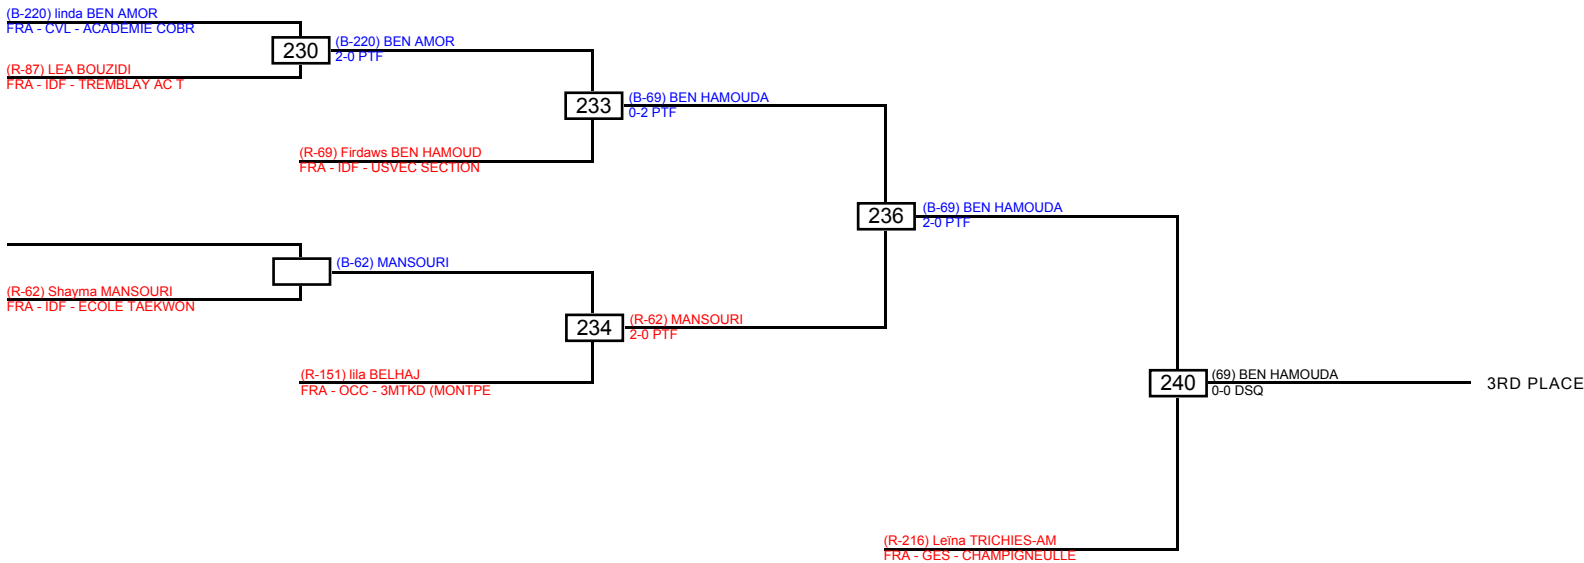 (B-220) linda BEN AMOR
FRA - CVL - ACADEMIE COBR
230
(B-220) BEN AMOR
2-0 PTF
(R-87) LEA BOUZIDI
FRA - IDF - TREMBLAY AC T
233
(B-69) BEN HAMOUDA
0-2 PTF
(R-69) Firdaws BEN HAMOUD
FRA - IDF - USVEC SECTION
236
(B-69) BEN HAMOUDA
2-0 PTF
(B-62) MANSOURI
(R-62) Shayma MANSOURI
FRA - IDF - ECOLE TAEKWON
234
(R-62) MANSOURI
2-0 PTF
(R-151) lila BELHAJ
FRA - OCC - 3MTKD (MONTPE
240
(69) BEN HAMOUDA
0-0 DSQ
3RD PLACE
(R-216) Leïna TRICHIES-AM
FRA - GES - CHAMPIGNEULLE